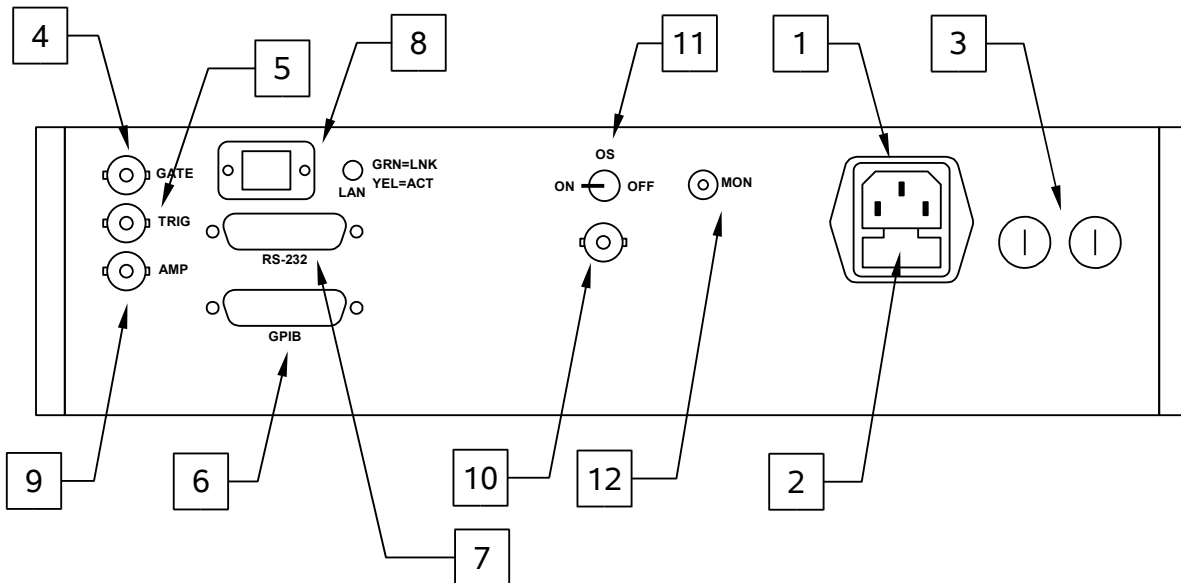 4
5
8
11
1
3
GATE
GRN=LNK
YEL=ACT
LAN
OS
ON
OFF
MON
TRIG
RS-232
AMP
GPIB
9
6
10
12
2
7